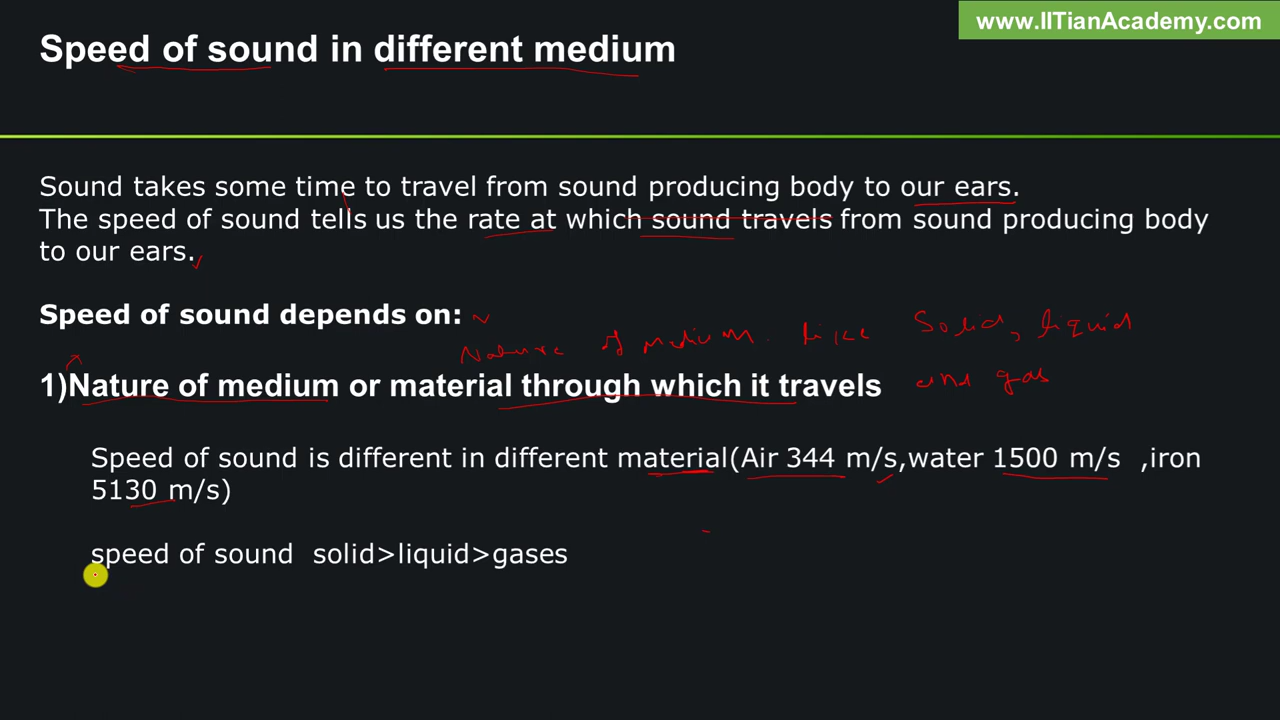 www.IITianAcademy.com
Speed of sound in different medium
Sound takes some time to travel from sound producing body to our ears.
The speed of sound tells us the rate at which sound travels from sound producing body
to our ears.
Speed of sound depends on:
Nature of medium. Like Solid, liquid
and gas
1)Nature of medium or material through which it travels
Speed of sound is different in different material(Air 344 m/s,water 1500 m/s ,iron
5130 m/s)
speed of sound solid>liquid>gases